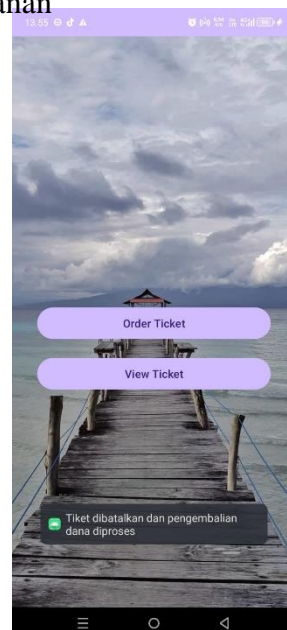 anan
13.55
Order Ticket
View Ticket
Tiket dibatalkan dan pengembalian
dana diproses